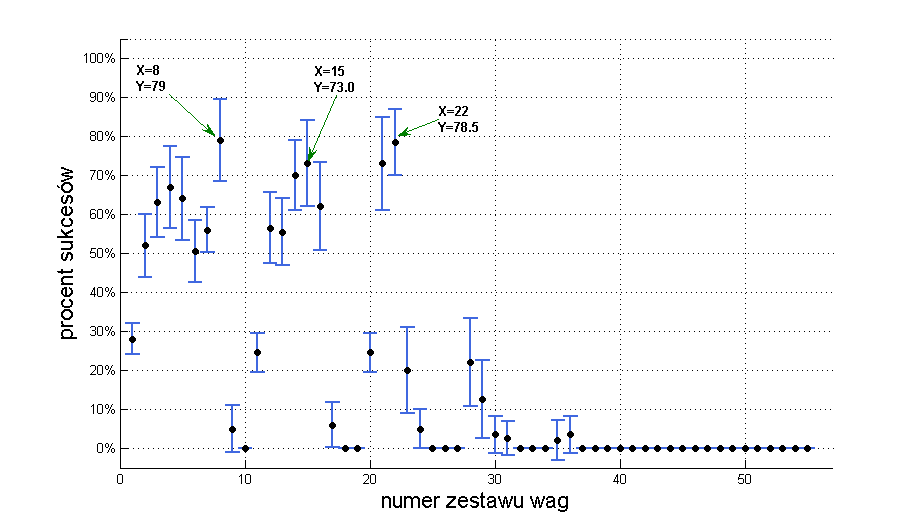 X=8
Y=79
X=15
Y=73.0
X=22
Y=78.5
100%
90%
80%
70%
60%
50%
40%
30%
20%
10%
0%
procent sukcesów
0 10 20 30 40 50
numer zestawu wag